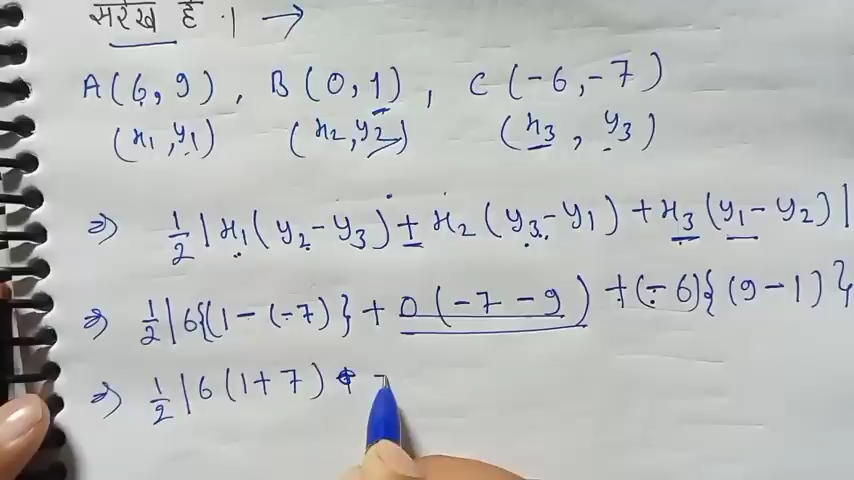 सरेख है । →
A(6, 9), B(0, 1), C(-6, -7)
(x1, y1) (x2, y2) (x3, y3)
⇒ 1/2 | x1(y2 - y3) + x2(y3 - y1) + x3(y1 - y2) |
⇒ 1/2 | 6{(1 - (-7)} + 0(-7 - 9) + (-6){(9 - 1)}
⇒ 1/2 | 6(1 + 7) + -